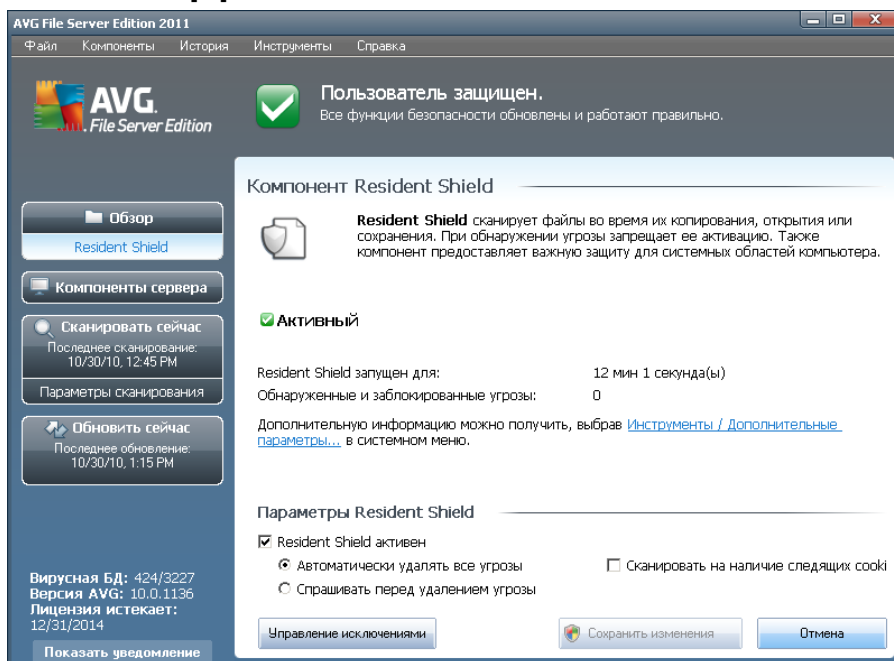 AVG File Server Edition 2011
Файл Компоненты История Инструменты Справка
AVG.
File Server Edition
Пользователь защищен.
Все функции безопасности обновлены и работают правильно.
Обзор
Resident Shield
Компоненты сервера
Сканировать сейчас
Последнее сканирование:
10/30/10, 12:45 PM
Параметры сканирования
Обновить сейчас
Последнее обновление:
10/30/10, 1:15 PM
Вирусная БД: 424/3227
Версия AVG: 10.0.1136
Лицензия истекает:
12/31/2014
Показать уведомление
Компонент Resident Shield
Resident Shield сканирует файлы во время их копирования, открытия или
сохранения. При обнаружении угрозы запрещает ее активацию. Также
компонент предоставляет важную защиту для системных областей компьютера.
Активный
Resident Shield запущен для: 12 мин 1 секунда(ы)
Обнаруженные и заблокированные угрозы: 0
Дополнительную информацию можно получить, выбрав Инструменты / Дополнительные
параметры... в системном меню.
Параметры Resident Shield
Resident Shield активен
Автоматически удалять все угрозы
Сканировать на наличие следящих cooki
Спрашивать перед удалением угрозы
Управление исключениями
Сохранить изменения
Отмена